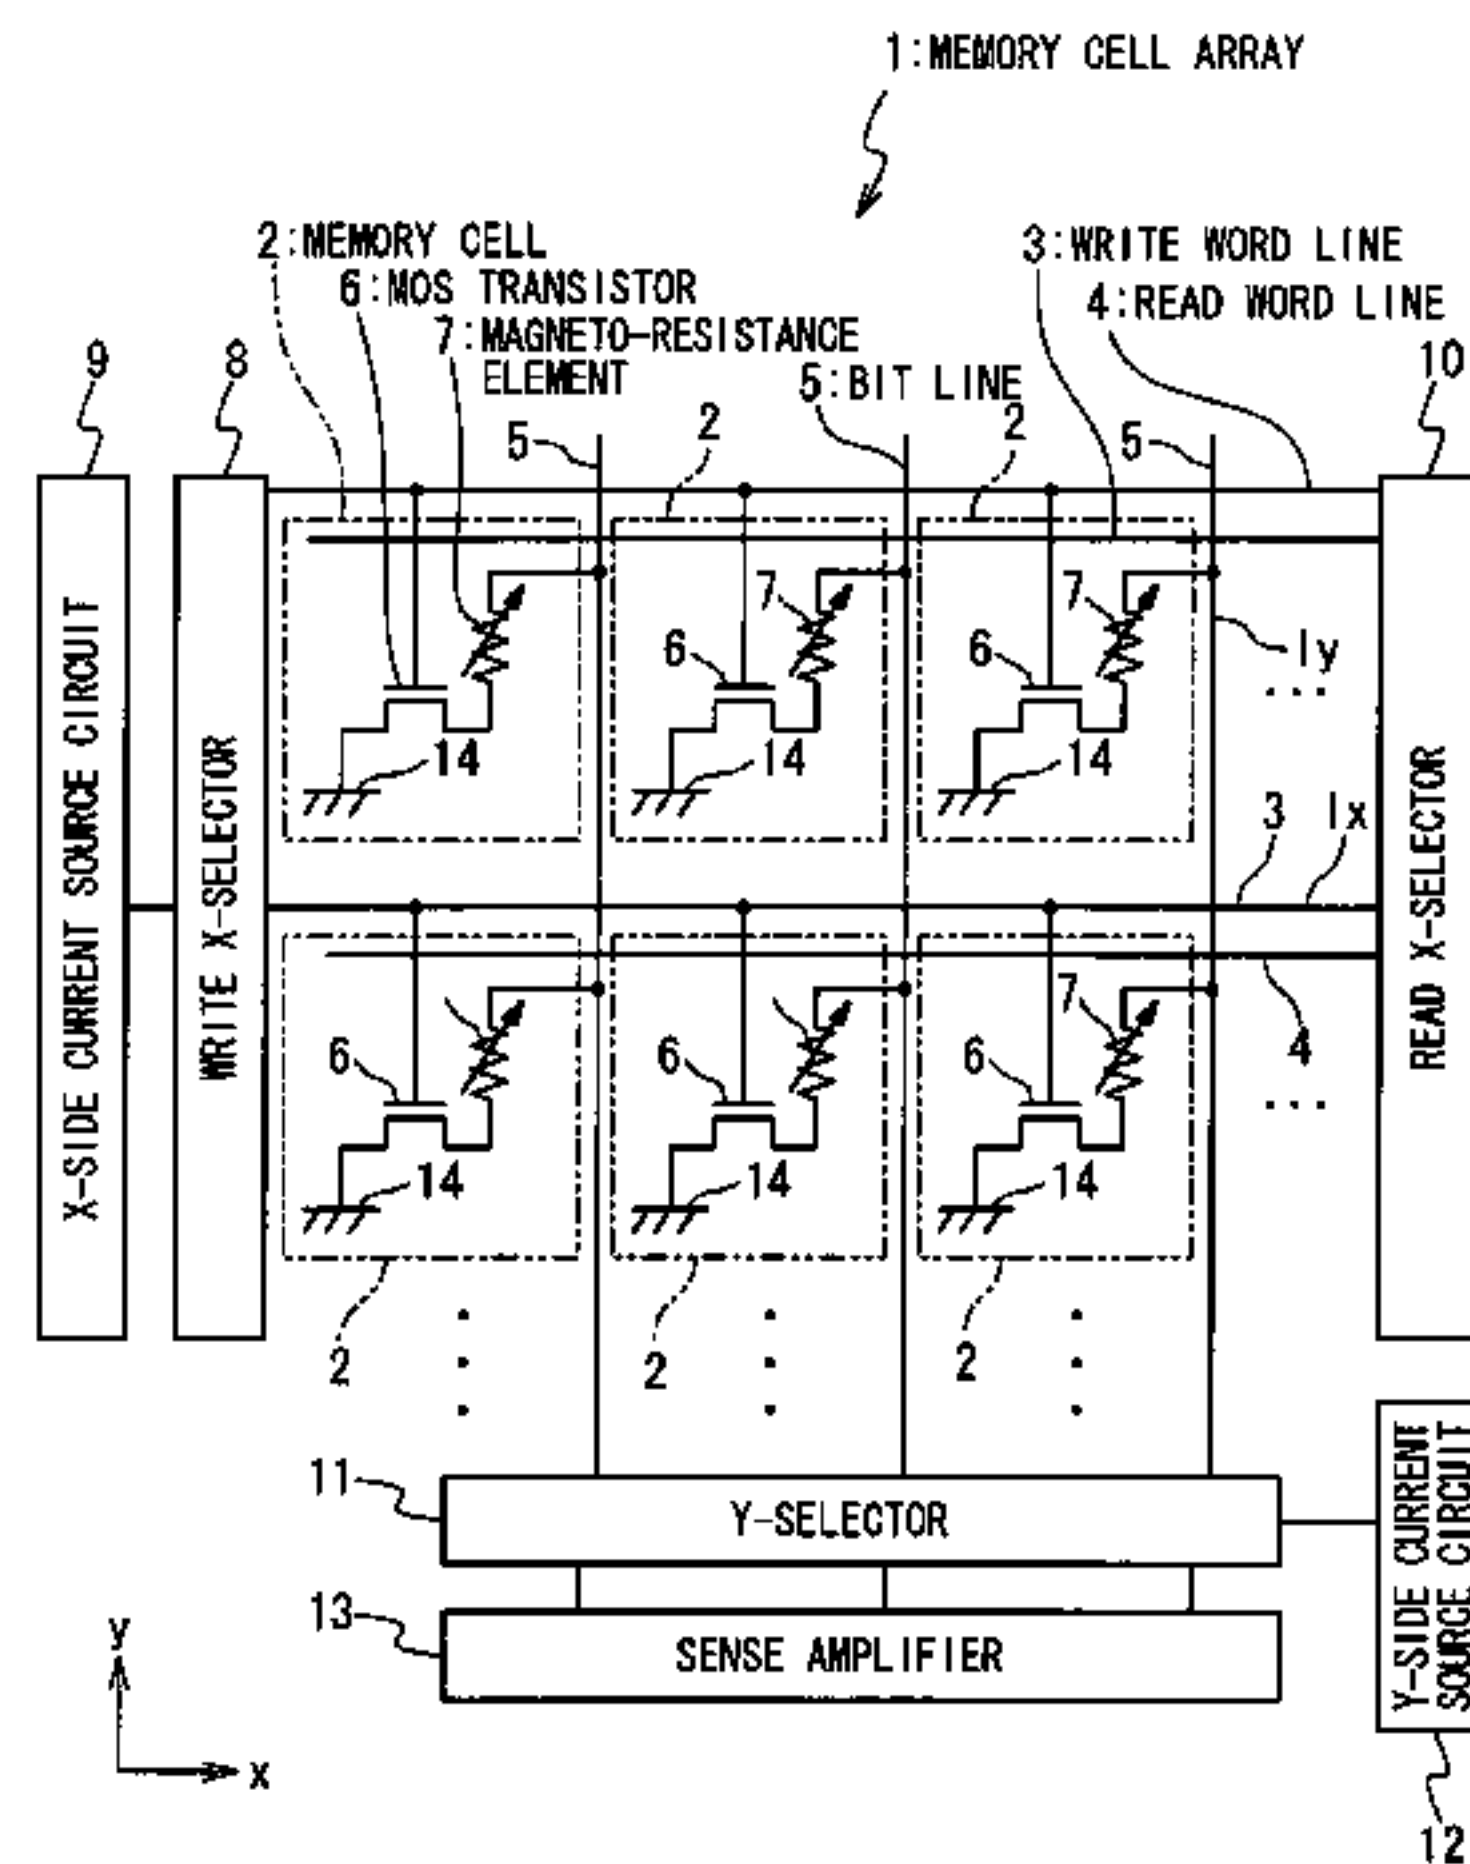 1:MEMORY CELL ARRAY
2:MEMORY CELL
3:WRITE WORD LINE
6:MOS TRANSISTOR
4:READ WORD LINE
7:MAGNETO-RESISTANCE
ELEMENT
5:BIT LINE
9
8
10
5
2
2
5
7
7
6
6
Iy
...
14
14
14
3
Ix
X-SIDE CURRENT SOURCE CIRCUIT
WRITE X-SELECTOR
READ X-SELECTOR
7
6
6
6
4
...
14
14
14
2
2
2
11
Y-SELECTOR
Y-SIDE CURRENT
SOURCE CIRCUIT
13
SENSE AMPLIFIER
y
x
12